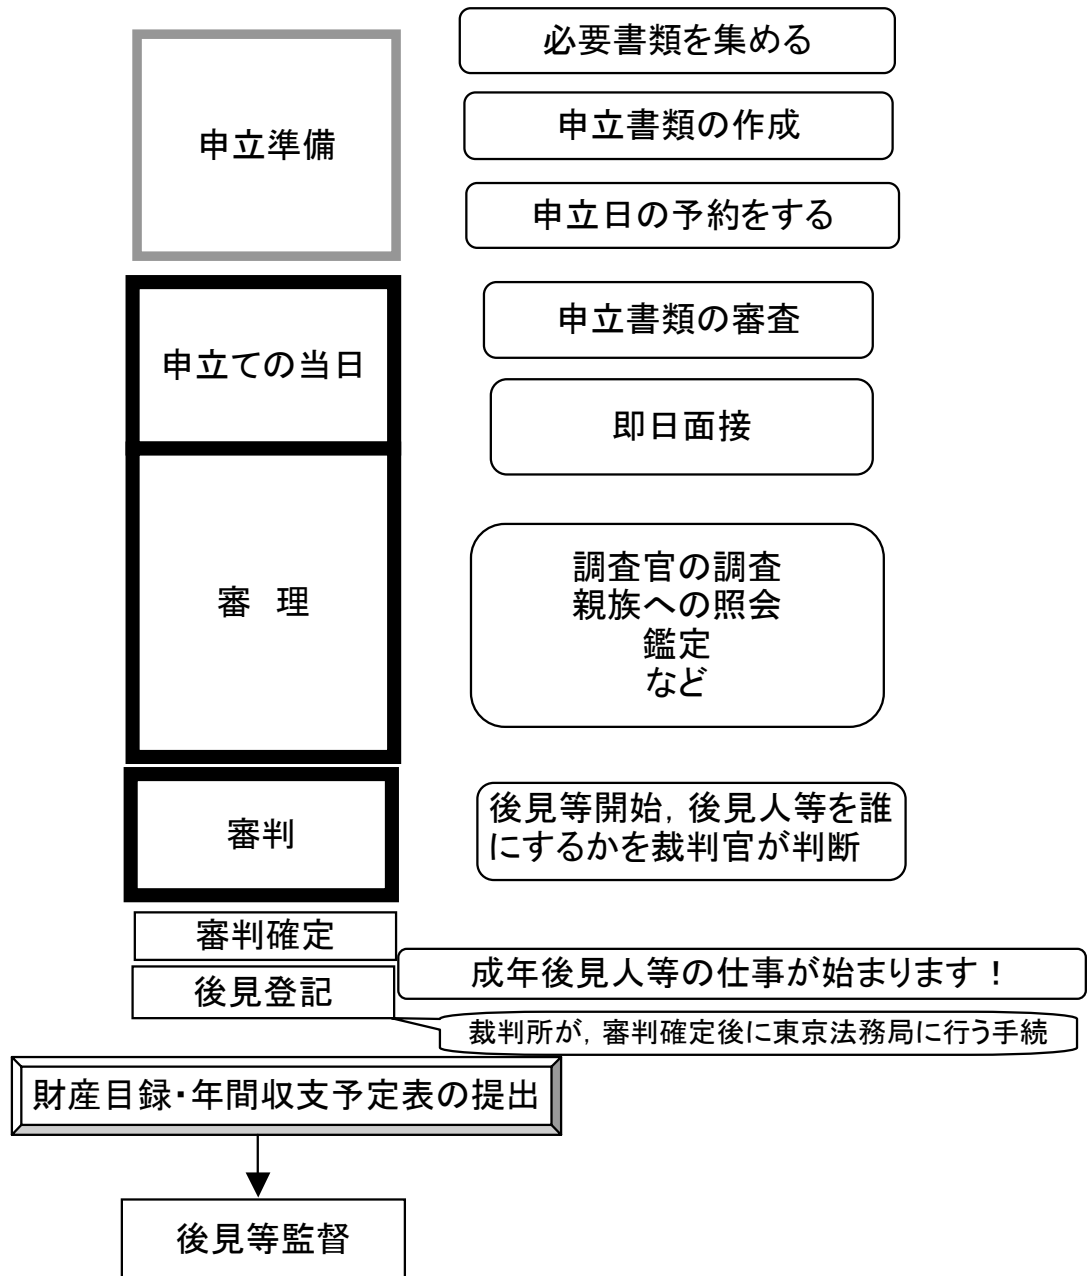 申立準備
必要書類を集める
申立書類の作成
申立日の予約をする
申立ての当日
申立書類の審査
即日面接
審 理
調査官の調査
親族への照会
鑑定
など
審判
後見等開始，後見人等を誰
にするかを裁判官が判断
審判確定
後見登記
成年後見人等の仕事が始まります！
裁判所が，審判確定後に東京法務局に行う手続
財産目録・年間収支予定表の提出
後見等監督